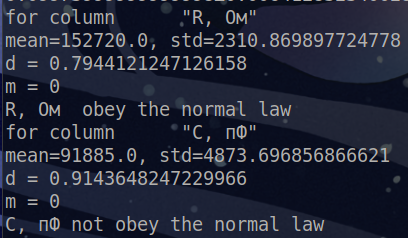 for column      "R, Ом"
mean=152720.0, std=2310.869897724778
d = 0.7944121247126158
m = 0
R, Ом  obey the normal law
for column      "C, пФ"
mean=91885.0, std=4873.696856866621
d = 0.9143648247229966
m = 0
C, пФ not obey the normal law